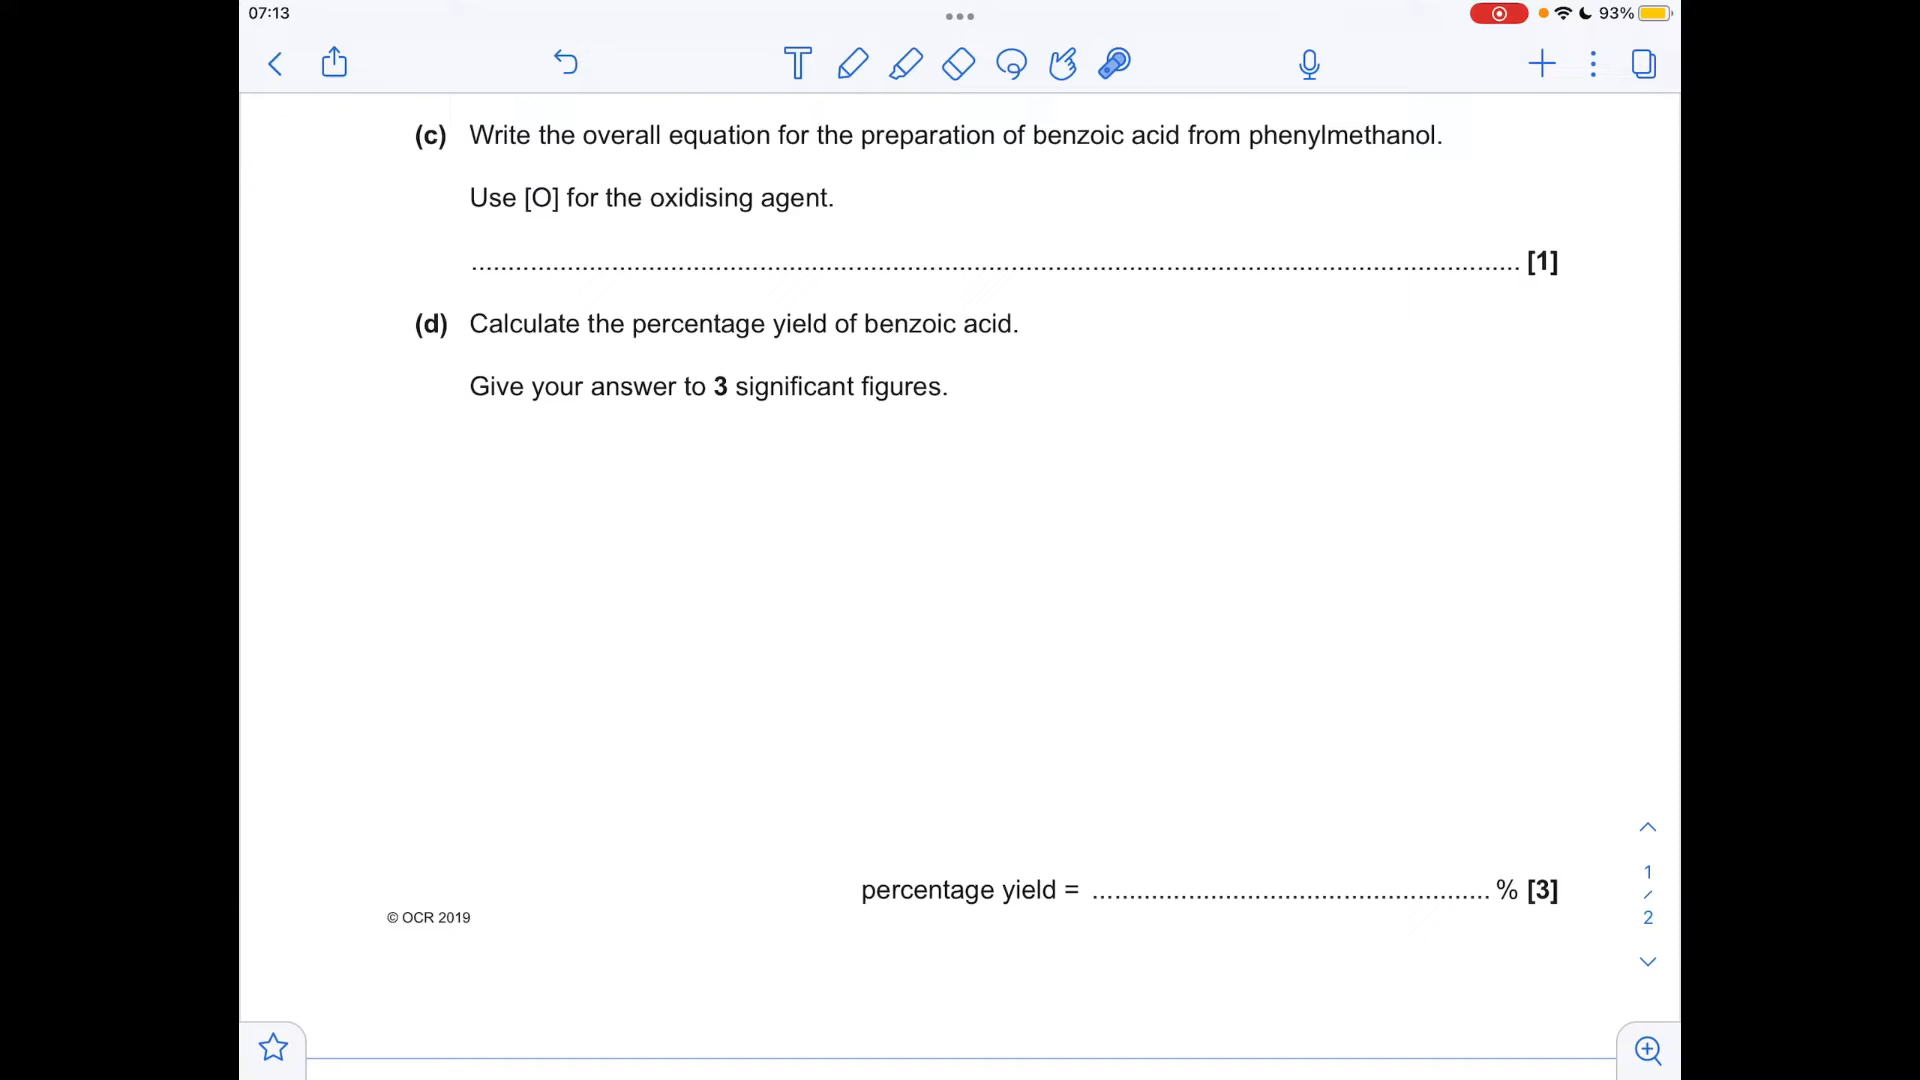 07:13
93%
(c) Write the overall equation for the preparation of benzoic acid from phenylmethanol.
Use [O] for the oxidising agent.
.......................................................................................................................................... [1]
(d) Calculate the percentage yield of benzoic acid.
Give your answer to 3 significant figures.
percentage yield = ..................................................... % [3]
© OCR 2019
1
/
2